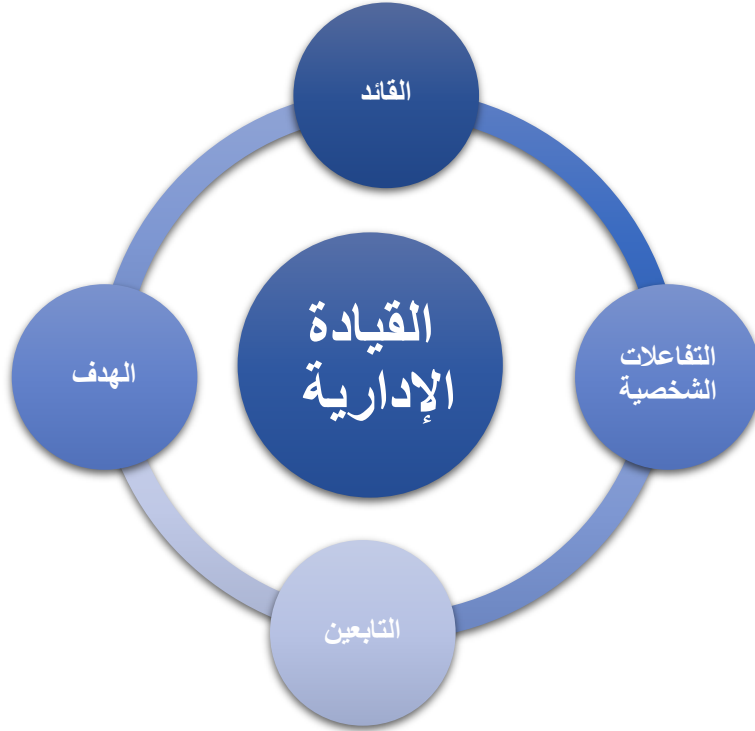 القائد
القيادة
الإدارية
التفاعلات
الشخصية
الهدف
التابعين